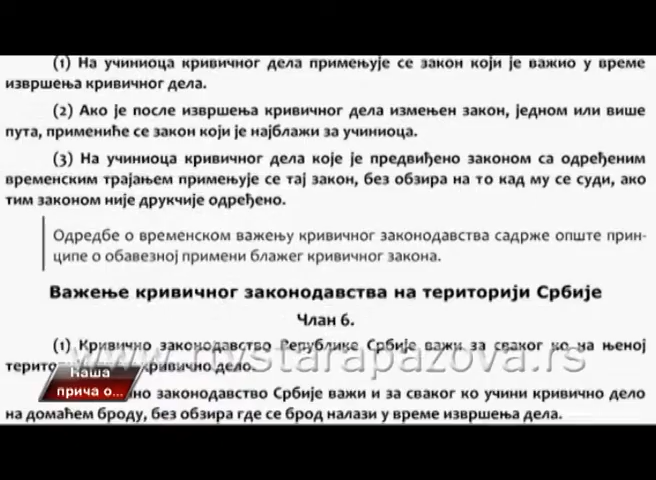 (1) На учиниоца кривичног дела примењује се закон који је важио у време
извршења кривичног дела.
(2) Ако је после извршења кривичног дела измењен закон, једном или више
пута, примениће се закон који је најблажи за учиниоца.
(3) На учиниоца кривичног дела које је предвиђено законом са одређеним
временским трајањем примењује се тај закон, без обзира на то кад му се суди, ако
тим законом није друкчије одређено.
Одредбе о временском важењу кривичног законодавства садрже опште прин-
ципе о обавезној примени блажег кривичног закона.
Важење кривичног законодавства на територији Србије
Члан 6.
(1) Кривично законодавство Републике Србије важи за сваког ко на њеној
кривично дело.
www.rvstarapazova.rs
Наша
прича о...
законодавство Србије важи и за сваког ко учини кривично дело
на домаћем броду, без обзира где се брод налази у време извршења дела.